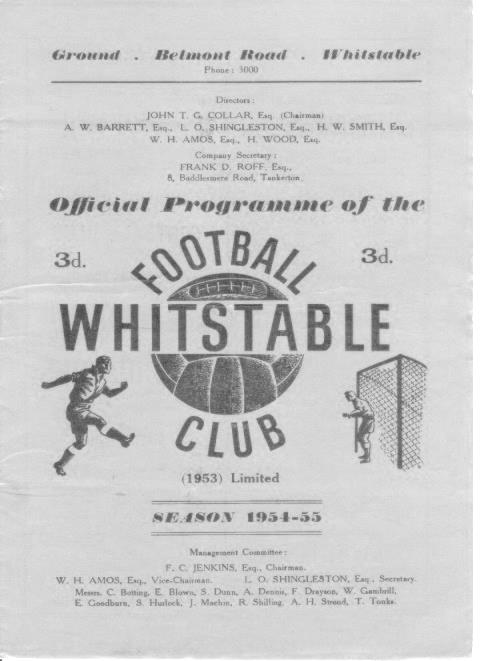 Ground . Belmont Road . Whitstable
Phone: 3000
Directors:
JOHN T. G. COLLAR, Esq. (Chairman)
A. W. BARRETT, Esq., L. O. SHINGLESTON, Esq., H. W. SMITH, Esq.
W. H. AMOS, Esq., H. WOOD, Esq.
Company Secretary:
FRANK D. ROFF, Esq.,
8, Baddlesmere Road, Tankerton.
Official Programme of the
3d. 3d.
FOOTBALL
WHITSTABLE
CLUB
(1953) Limited
SEASON 1954-55
Management Committee:
F. C. JENKINS, Esq., Chairman.
W. H. AMOS, Esq., Vice-Chairman. L. O. SHINGLESTON, Esq., Secretary.
Messrs. C. Botting, E. Blown, S. Dunn, A. Dennis, F. Drayson, W. Gambrill,
E. Goodburn, S. Hurlock, J. Machin, R. Shilling, A. H. Stroud, T. Tonks.